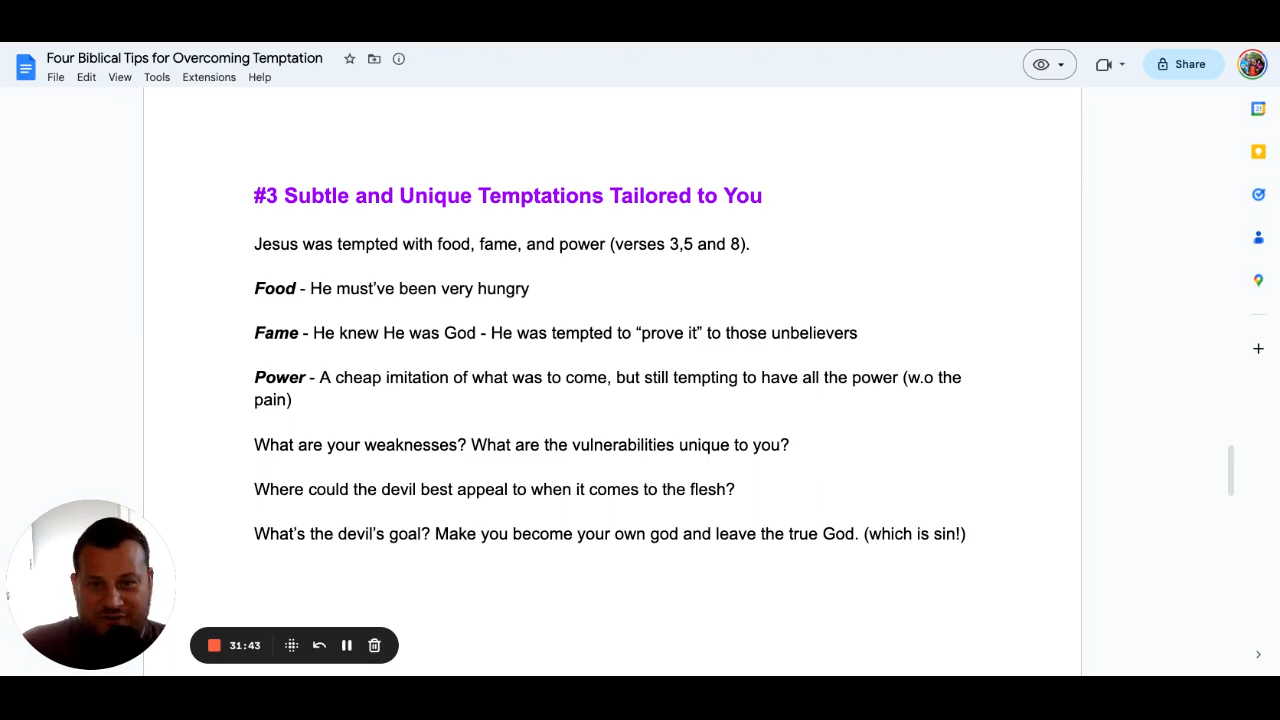 Four Biblical Tips for Overcoming Temptation
File Edit View Tools Extensions Help
Share
31
#3 Subtle and Unique Temptations Tailored to You
Jesus was tempted with food, fame, and power (verses 3,5 and 8).
Food - He must’ve been very hungry
Fame - He knew He was God - He was tempted to “prove it” to those unbelievers
Power - A cheap imitation of what was to come, but still tempting to have all the power (w.o the
pain)
What are your weaknesses? What are the vulnerabilities unique to you?
Where could the devil best appeal to when it comes to the flesh?
What’s the devil’s goal? Make you become your own god and leave the true God. (which is sin!)
31:43